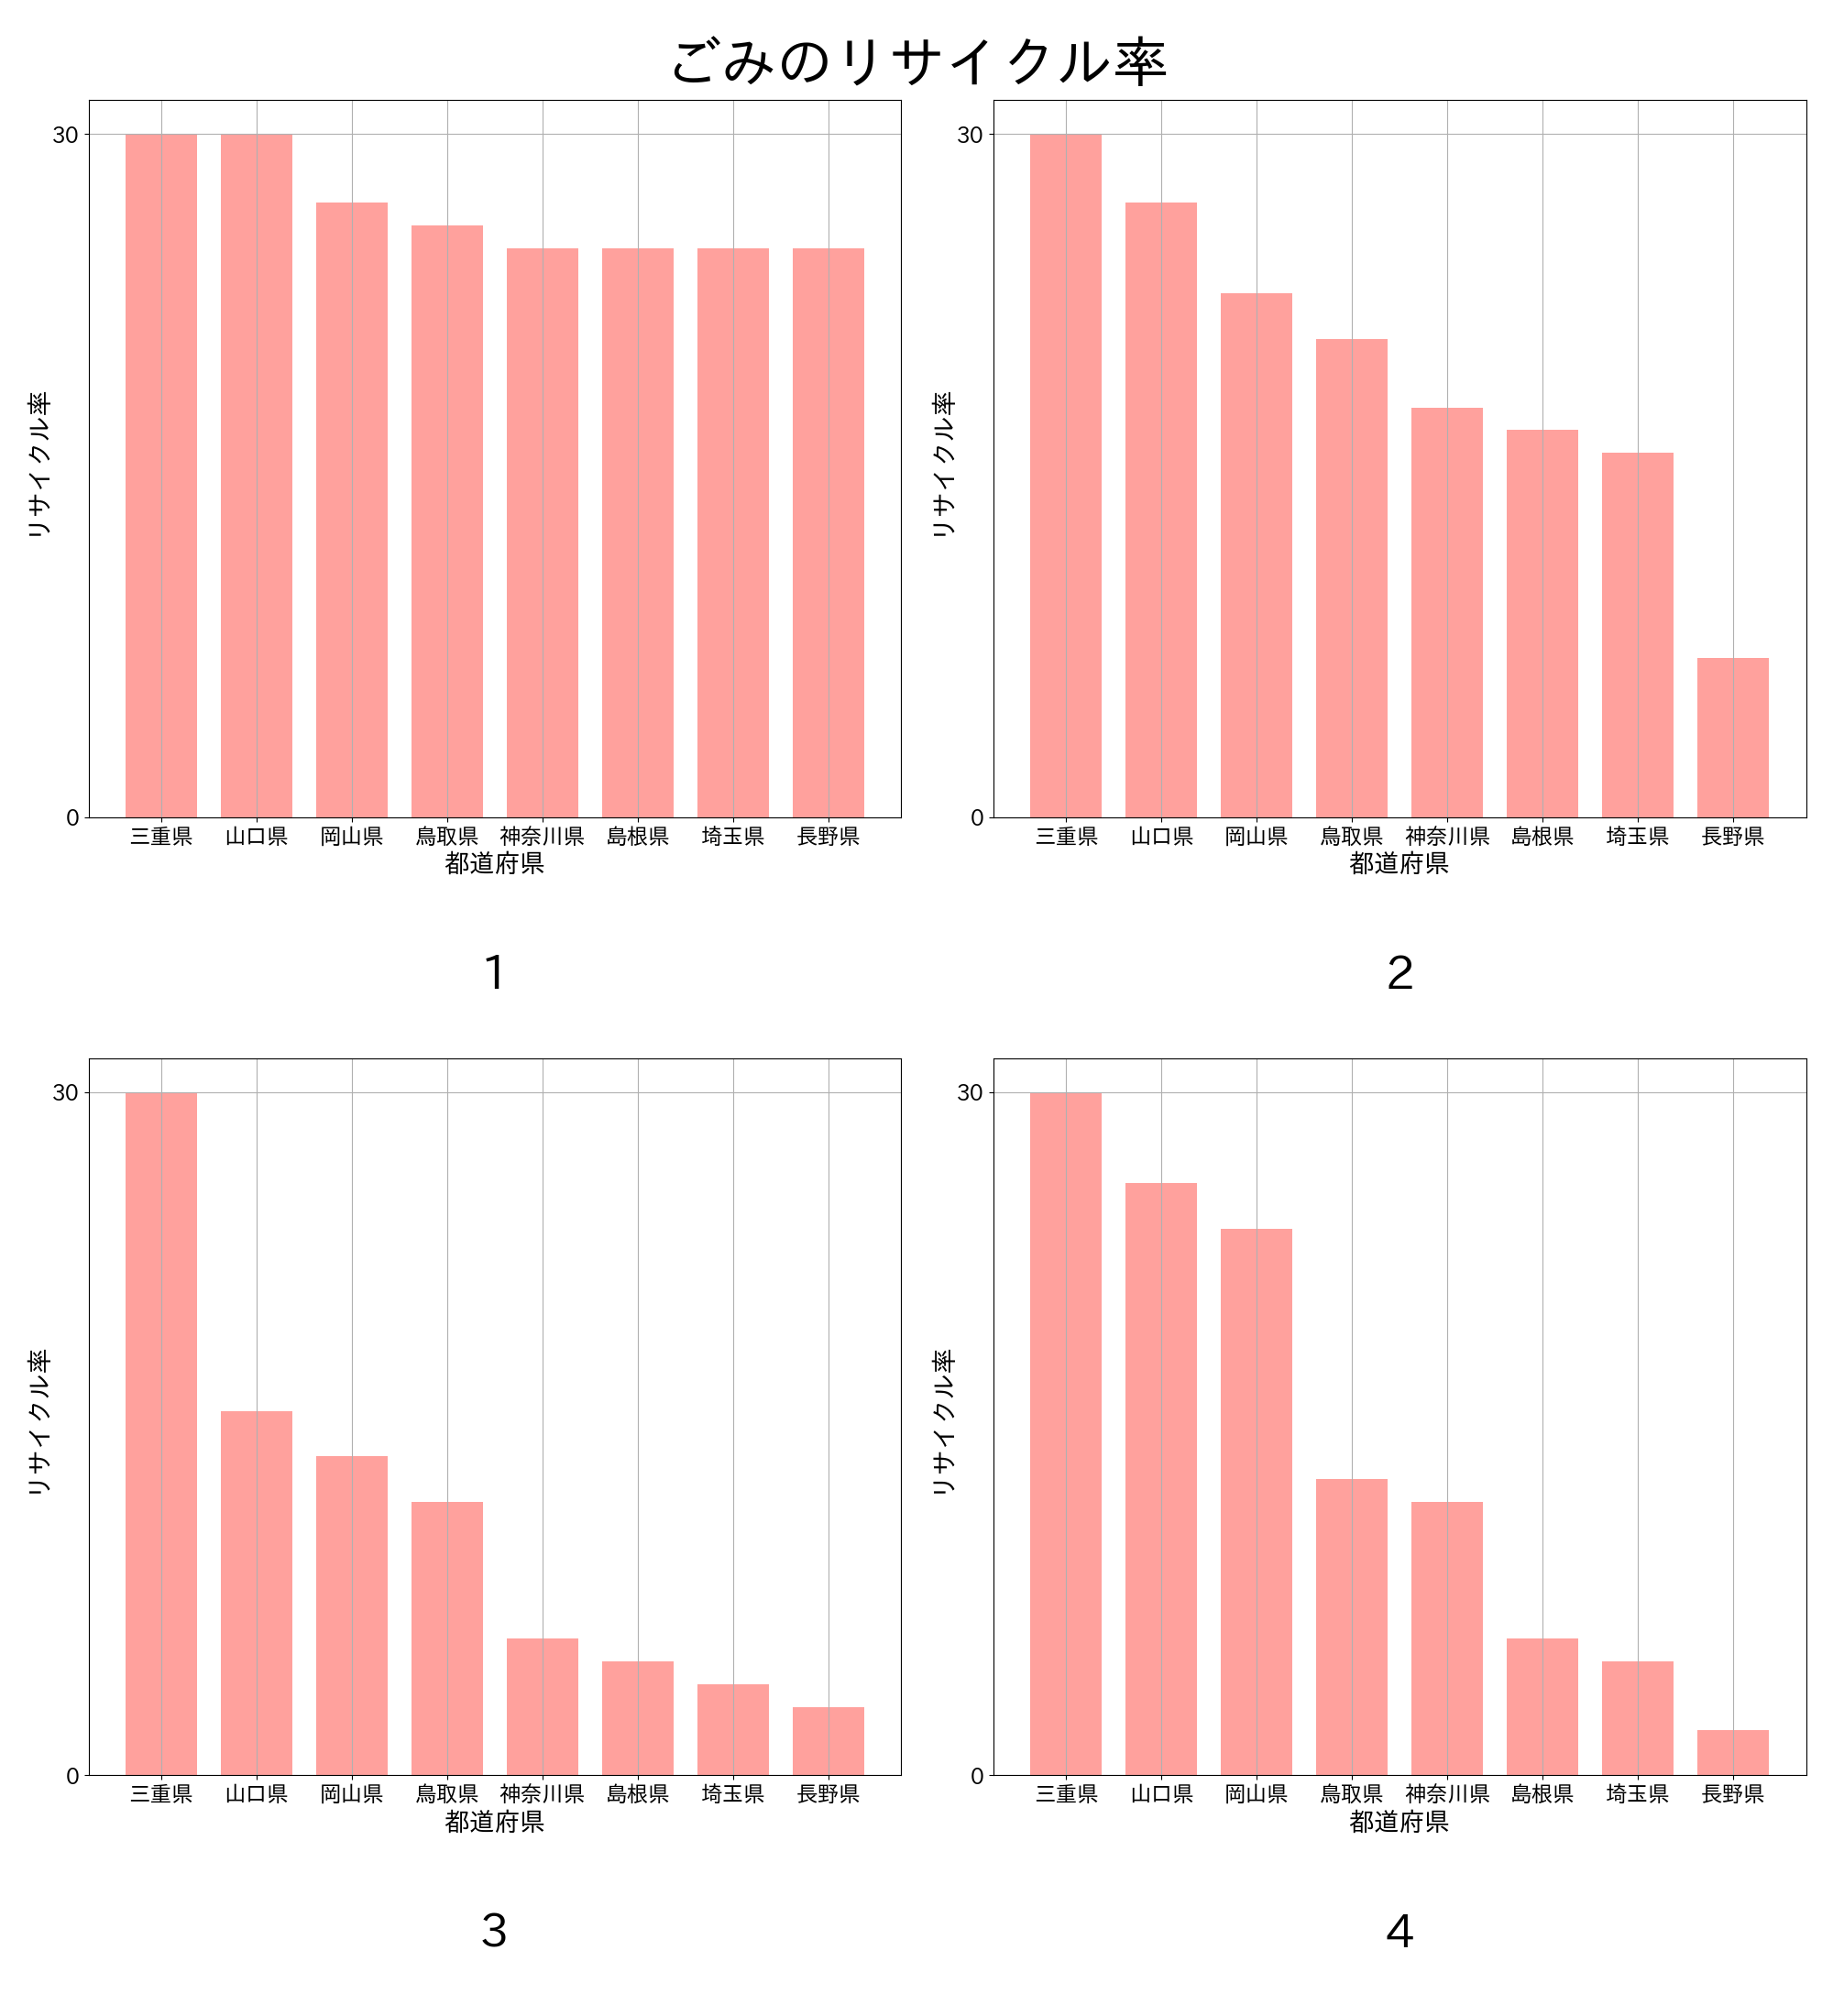 ごみのリサイクル率
30
0
リサイクル率
三重県 山口県 岡山県 鳥取県 神奈川県 島根県 埼玉県 長野県
都道府県
1
30
0
リサイクル率
三重県 山口県 岡山県 鳥取県 神奈川県 島根県 埼玉県 長野県
都道府県
2
30
0
リサイクル率
三重県 山口県 岡山県 鳥取県 神奈川県 島根県 埼玉県 長野県
都道府県
3
30
0
リサイクル率
三重県 山口県 岡山県 鳥取県 神奈川県 島根県 埼玉県 長野県
都道府県
4